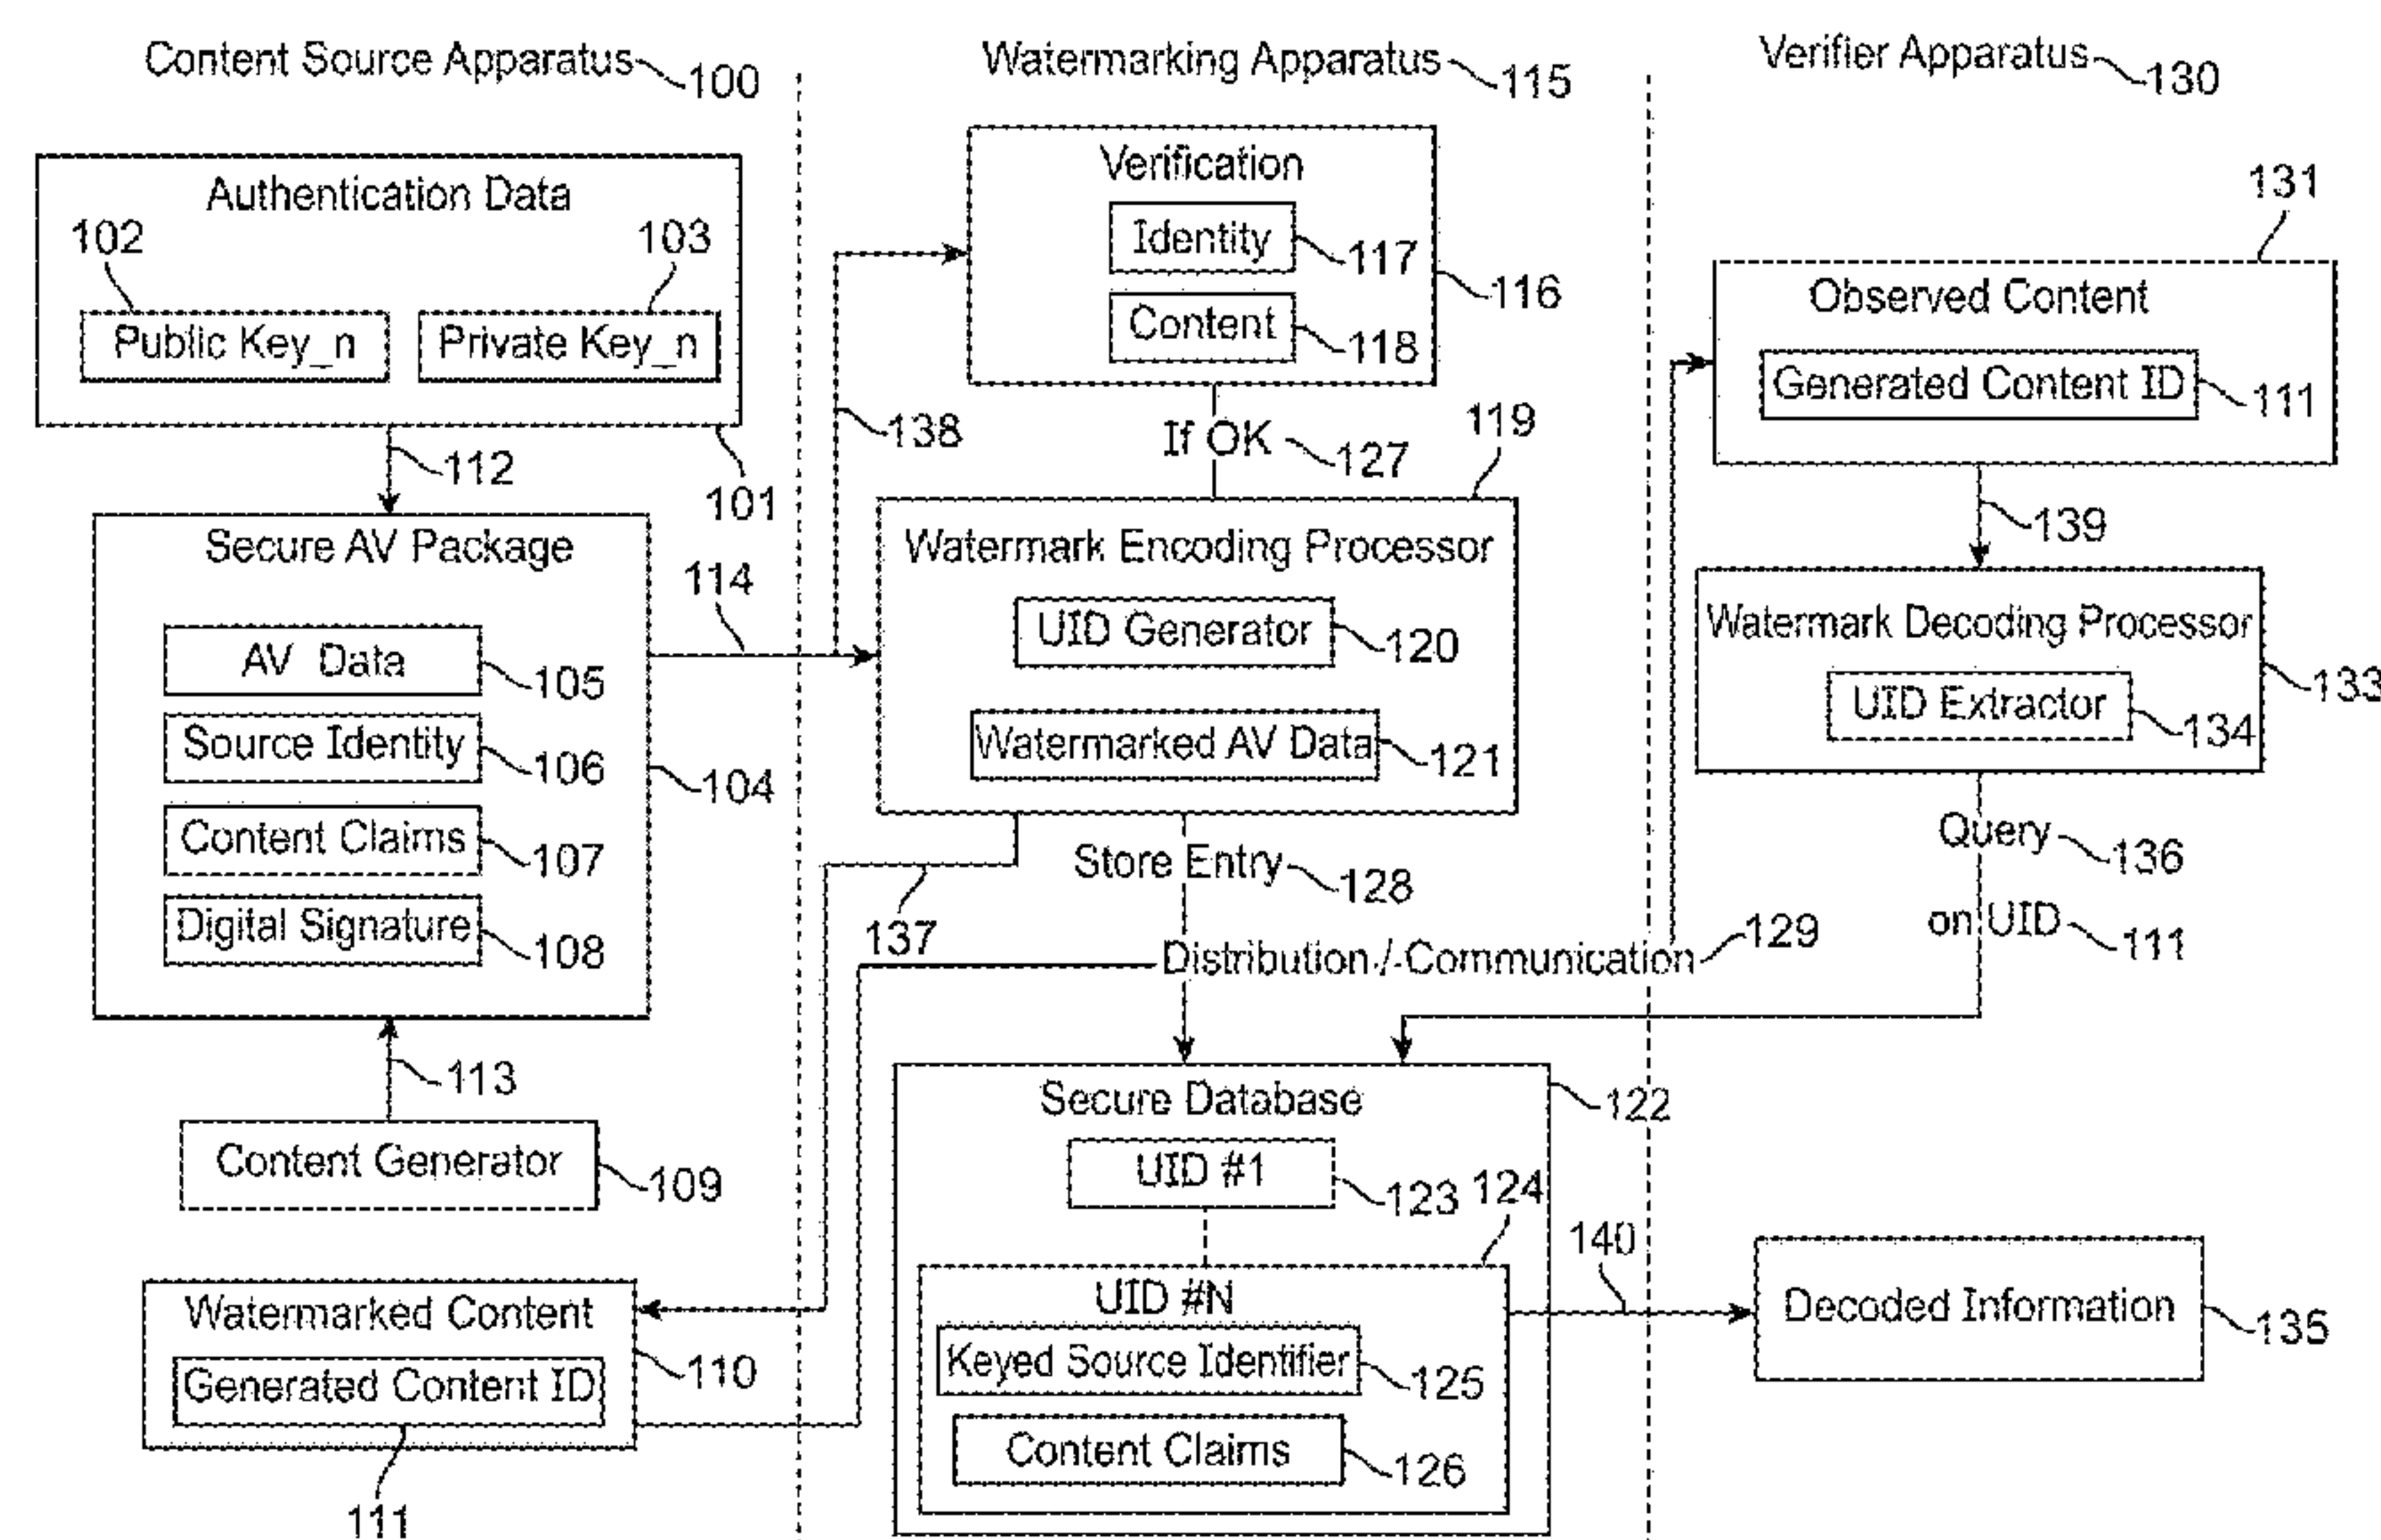 Content Source Apparatus 100
Authentication Data
102
103
Public Key_n
Private Key_n
112
101
Secure AV Package
AV Data 105
Source Identity 106
Content Claims 107
Digital Signature 108
104
114
113
Content Generator 109
Watermarked Content
Generated Content ID
110
111
Watermarking Apparatus 115
Verification
Identity 117
Content 118
116
138
If OK 127
119
Watermark Encoding Processor
UID Generator 120
Watermarked AV Data 121
137
Store Entry 128
Distribution / Communication 129
Secure Database 122
UID #1 123
124
UID #N
Keyed Source Identifier 125
Content Claims 126
140
Verifier Apparatus 130
131
Observed Content
Generated Content ID 111
139
Watermark Decoding Processor
UID Extractor 134
133
Query 136
on UID 111
Decoded Information 135